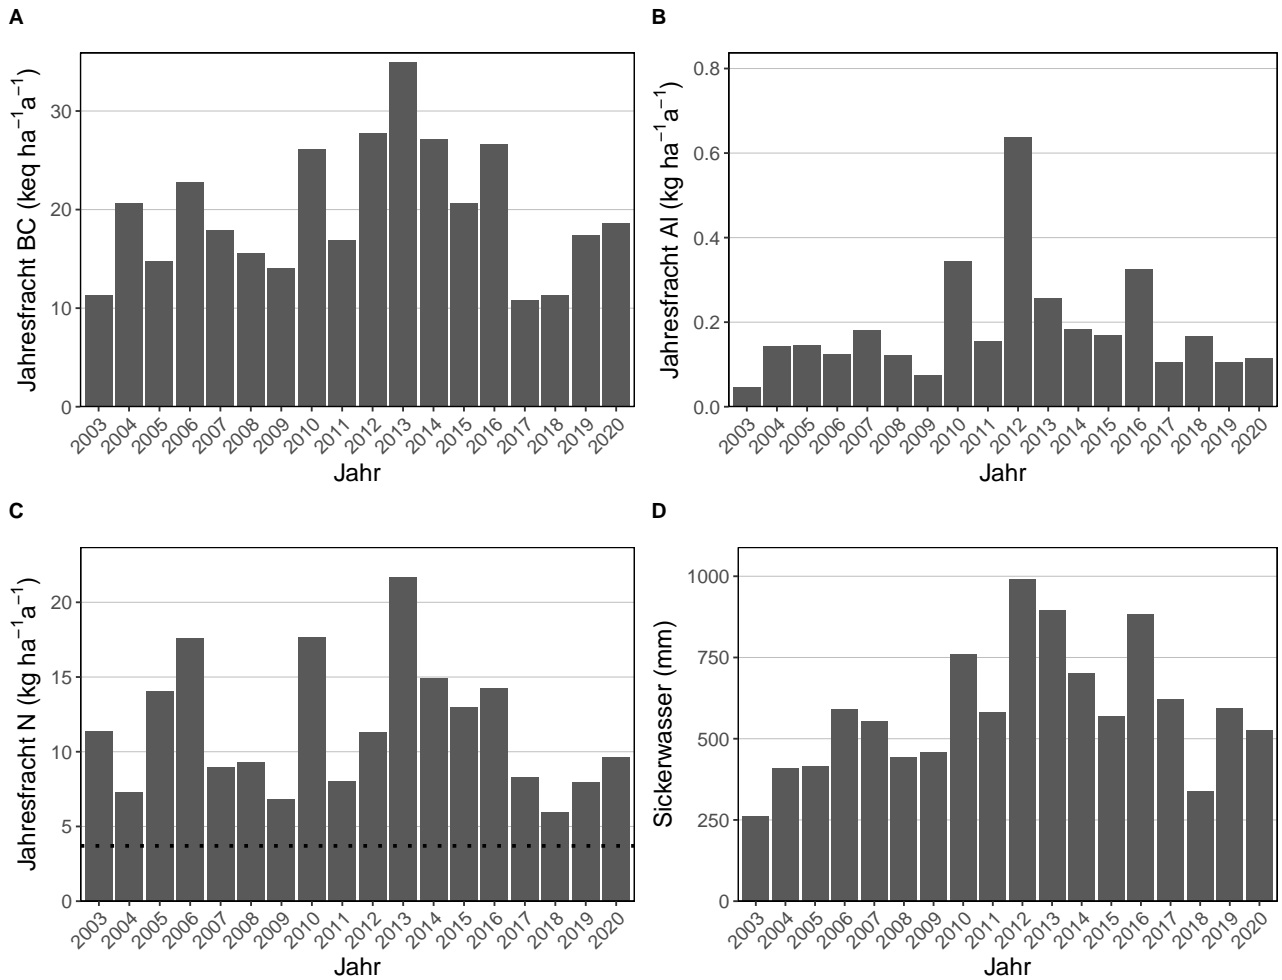 A
Jahresfracht BC (keq ha⁻¹a⁻¹)
30
20
10
0
2003 2004 2005 2006 2007 2008 2009 2010 2011 2012 2013 2014 2015 2016 2017 2018 2019 2020
Jahr
B
Jahresfracht Al (kg ha⁻¹a⁻¹)
0.8
0.6
0.4
0.2
0.0
2003 2004 2005 2006 2007 2008 2009 2010 2011 2012 2013 2014 2015 2016 2017 2018 2019 2020
Jahr
C
Jahresfracht N (kg ha⁻¹a⁻¹)
20
15
10
5
0
2003 2004 2005 2006 2007 2008 2009 2010 2011 2012 2013 2014 2015 2016 2017 2018 2019 2020
Jahr
D
Sickerwasser (mm)
1000
750
500
250
0
2003 2004 2005 2006 2007 2008 2009 2010 2011 2012 2013 2014 2015 2016 2017 2018 2019 2020
Jahr